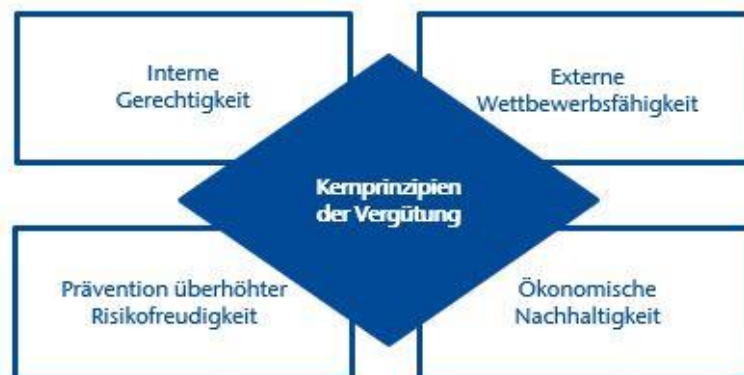 Interne
Gerechtigkeit
Externe
Wettbewerbsfähigkeit
Kernprinzipien
der Vergütung
Prävention überhöhter
Risikofreudigkeit
Ökonomische
Nachhaltigkeit